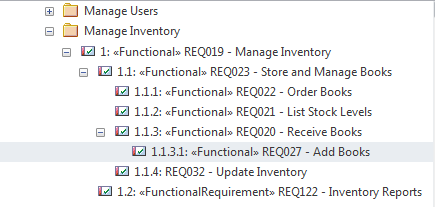 Manage Users
Manage Inventory
1: «Functional» REQ019 - Manage Inventory
1.1: «Functional» REQ023 - Store and Manage Books
1.1.1: «Functional» REQ022 - Order Books
1.1.2: «Functional» REQ021 - List Stock Levels
1.1.3: «Functional» REQ020 - Receive Books
1.1.3.1: «Functional» REQ027 - Add Books
1.1.4: REQ032 - Update Inventory
1.2: «FunctionalRequirement» REQ122 - Inventory Reports